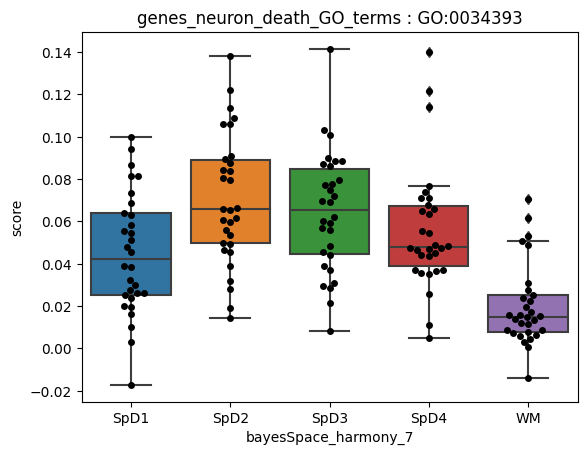 genes_neuron_death_GO_terms : GO:0034393
score
0.14
0.12
0.10
0.08
0.06
0.04
0.02
0.00
−0.02
SpD1 SpD2 SpD3 SpD4 WM
bayesSpace_harmony_7